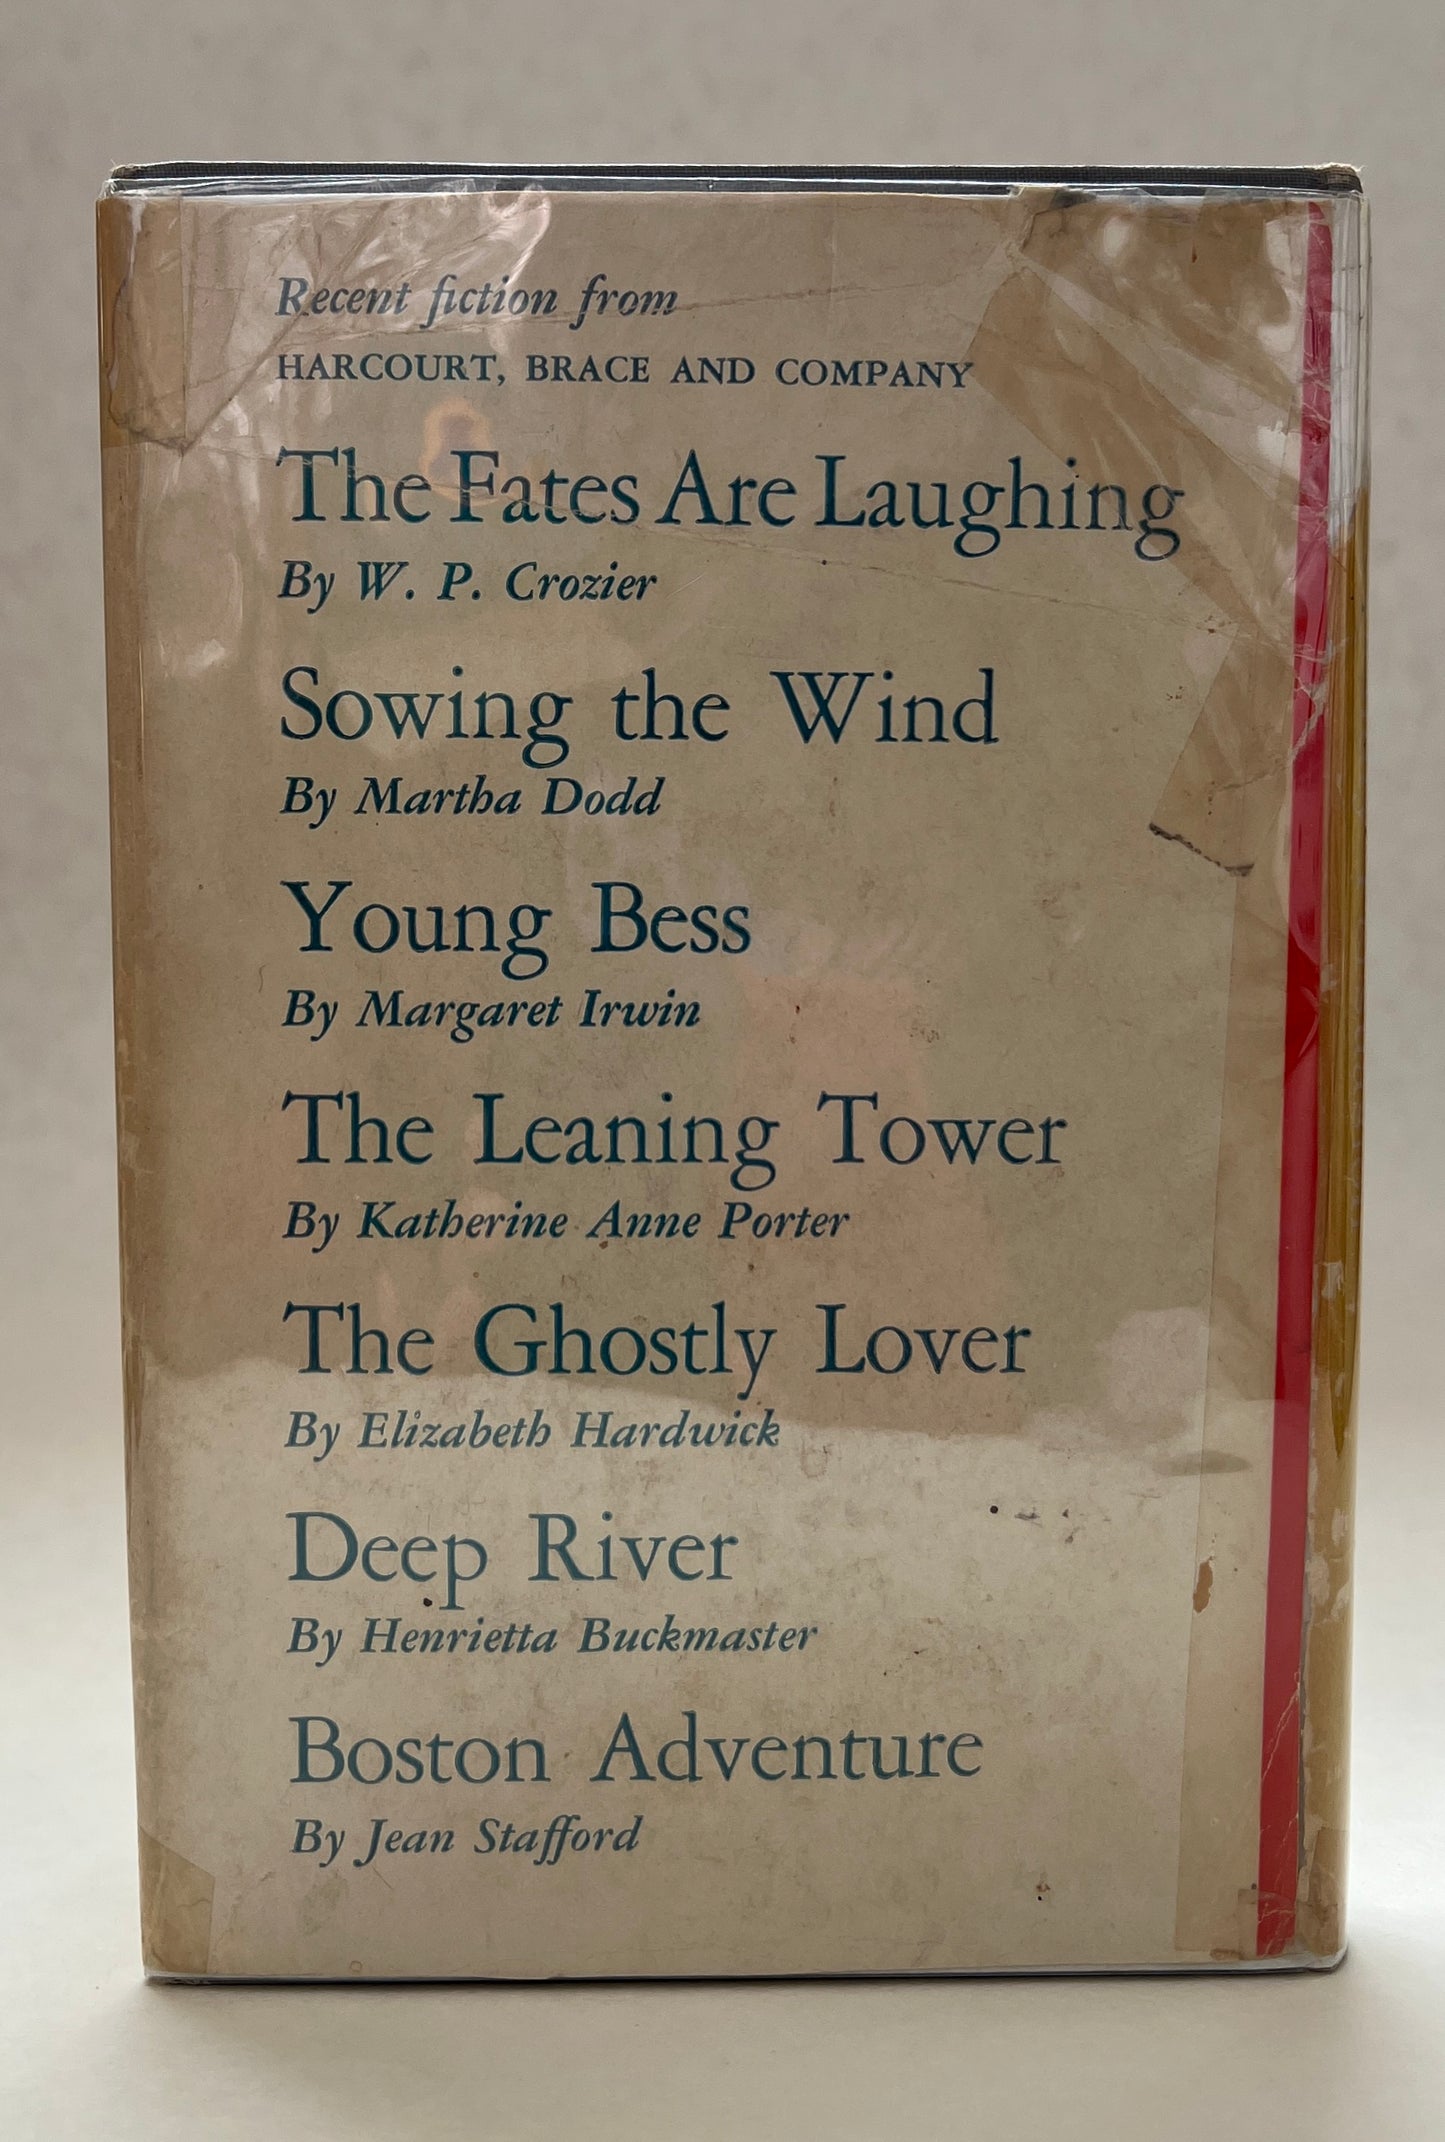 Recent fiction from
HARCOURT, BRACE AND COMPANY
The Fates Are Laughing
By W. P. Crozier
Sowing the Wind
By Martha Dodd
Young Bess
By Margaret Irwin
The Leaning Tower
By Katherine Anne Porter
The Ghostly Lover
By Elizabeth Hardwick
Deep River
By Henrietta Buckmaster
Boston Adventure
By Jean Stafford